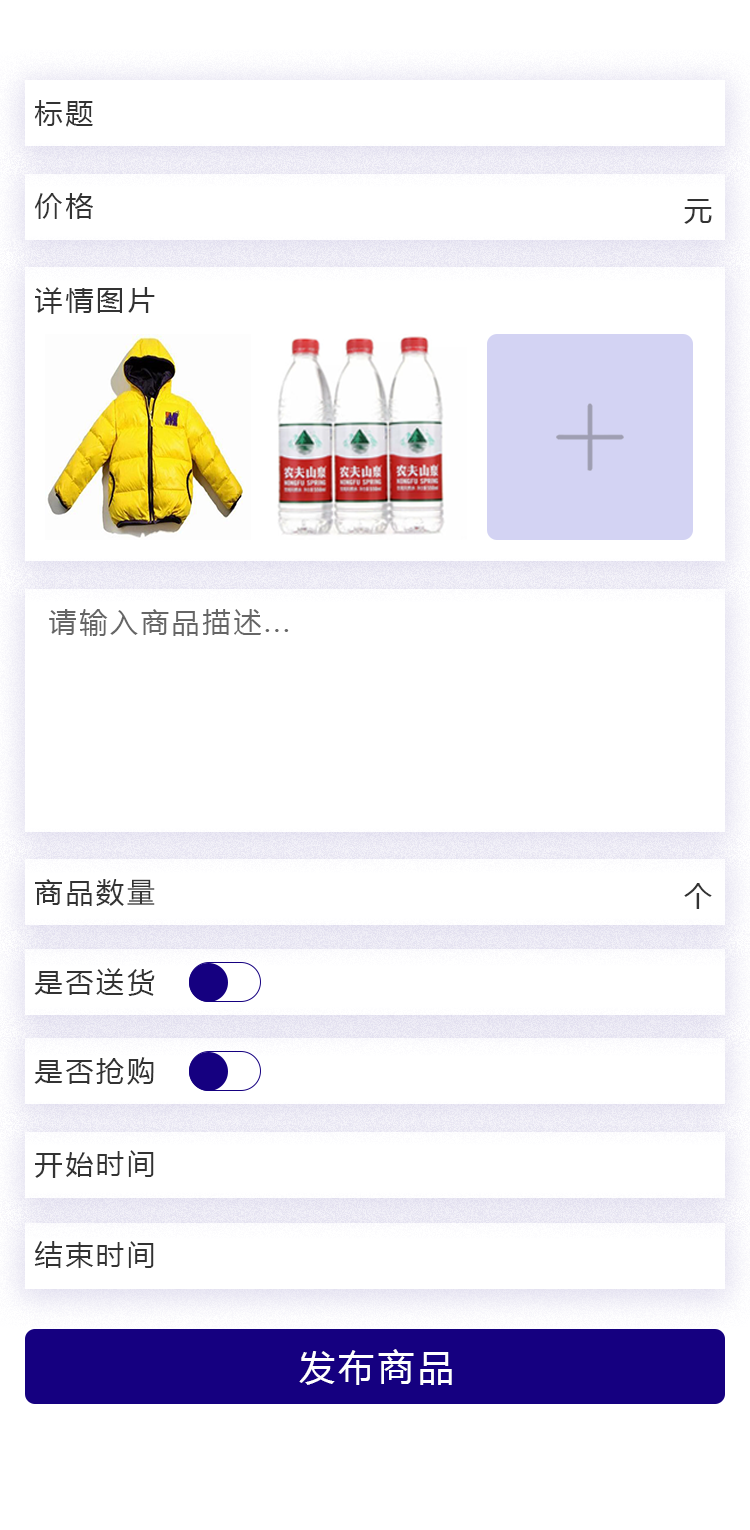 标题
价格
元
详情图片
M
农夫山泉 农夫山泉 农夫山泉
NONGFU SPRING NONGFU SPRING NONGFU SPRING
请输入商品描述...
商品数量
个
是否送货
是否抢购
开始时间
结束时间
发布商品